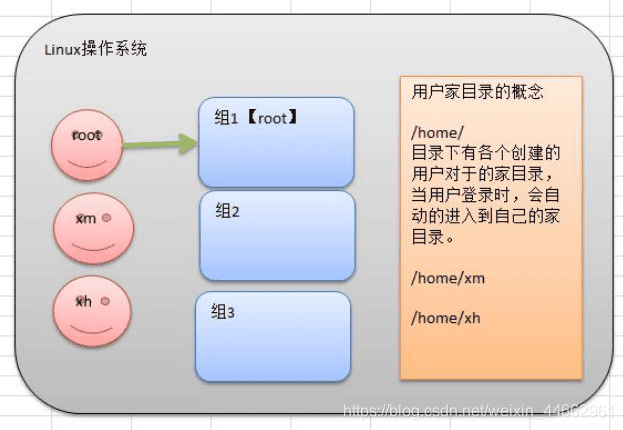 Linux操作系统
root
xm
xh
组1【root】
组2
组3
用户家目录的概念
/home/
目录下有各个创建的
用户对于的家目录，
当用户登录时，会自
动的进入到自己的家
目录。
/home/xm
/home/xh
https://blog.csdn.net/weixin_44602961